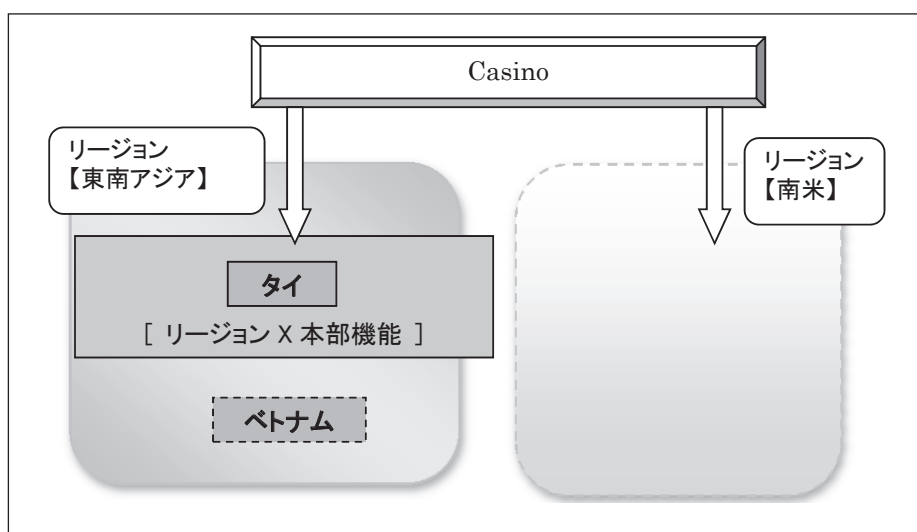 Casino
リージョン
【東南アジア】
リージョン
【南米】
タイ
[ リージョン X 本部機能 ]
ベトナム